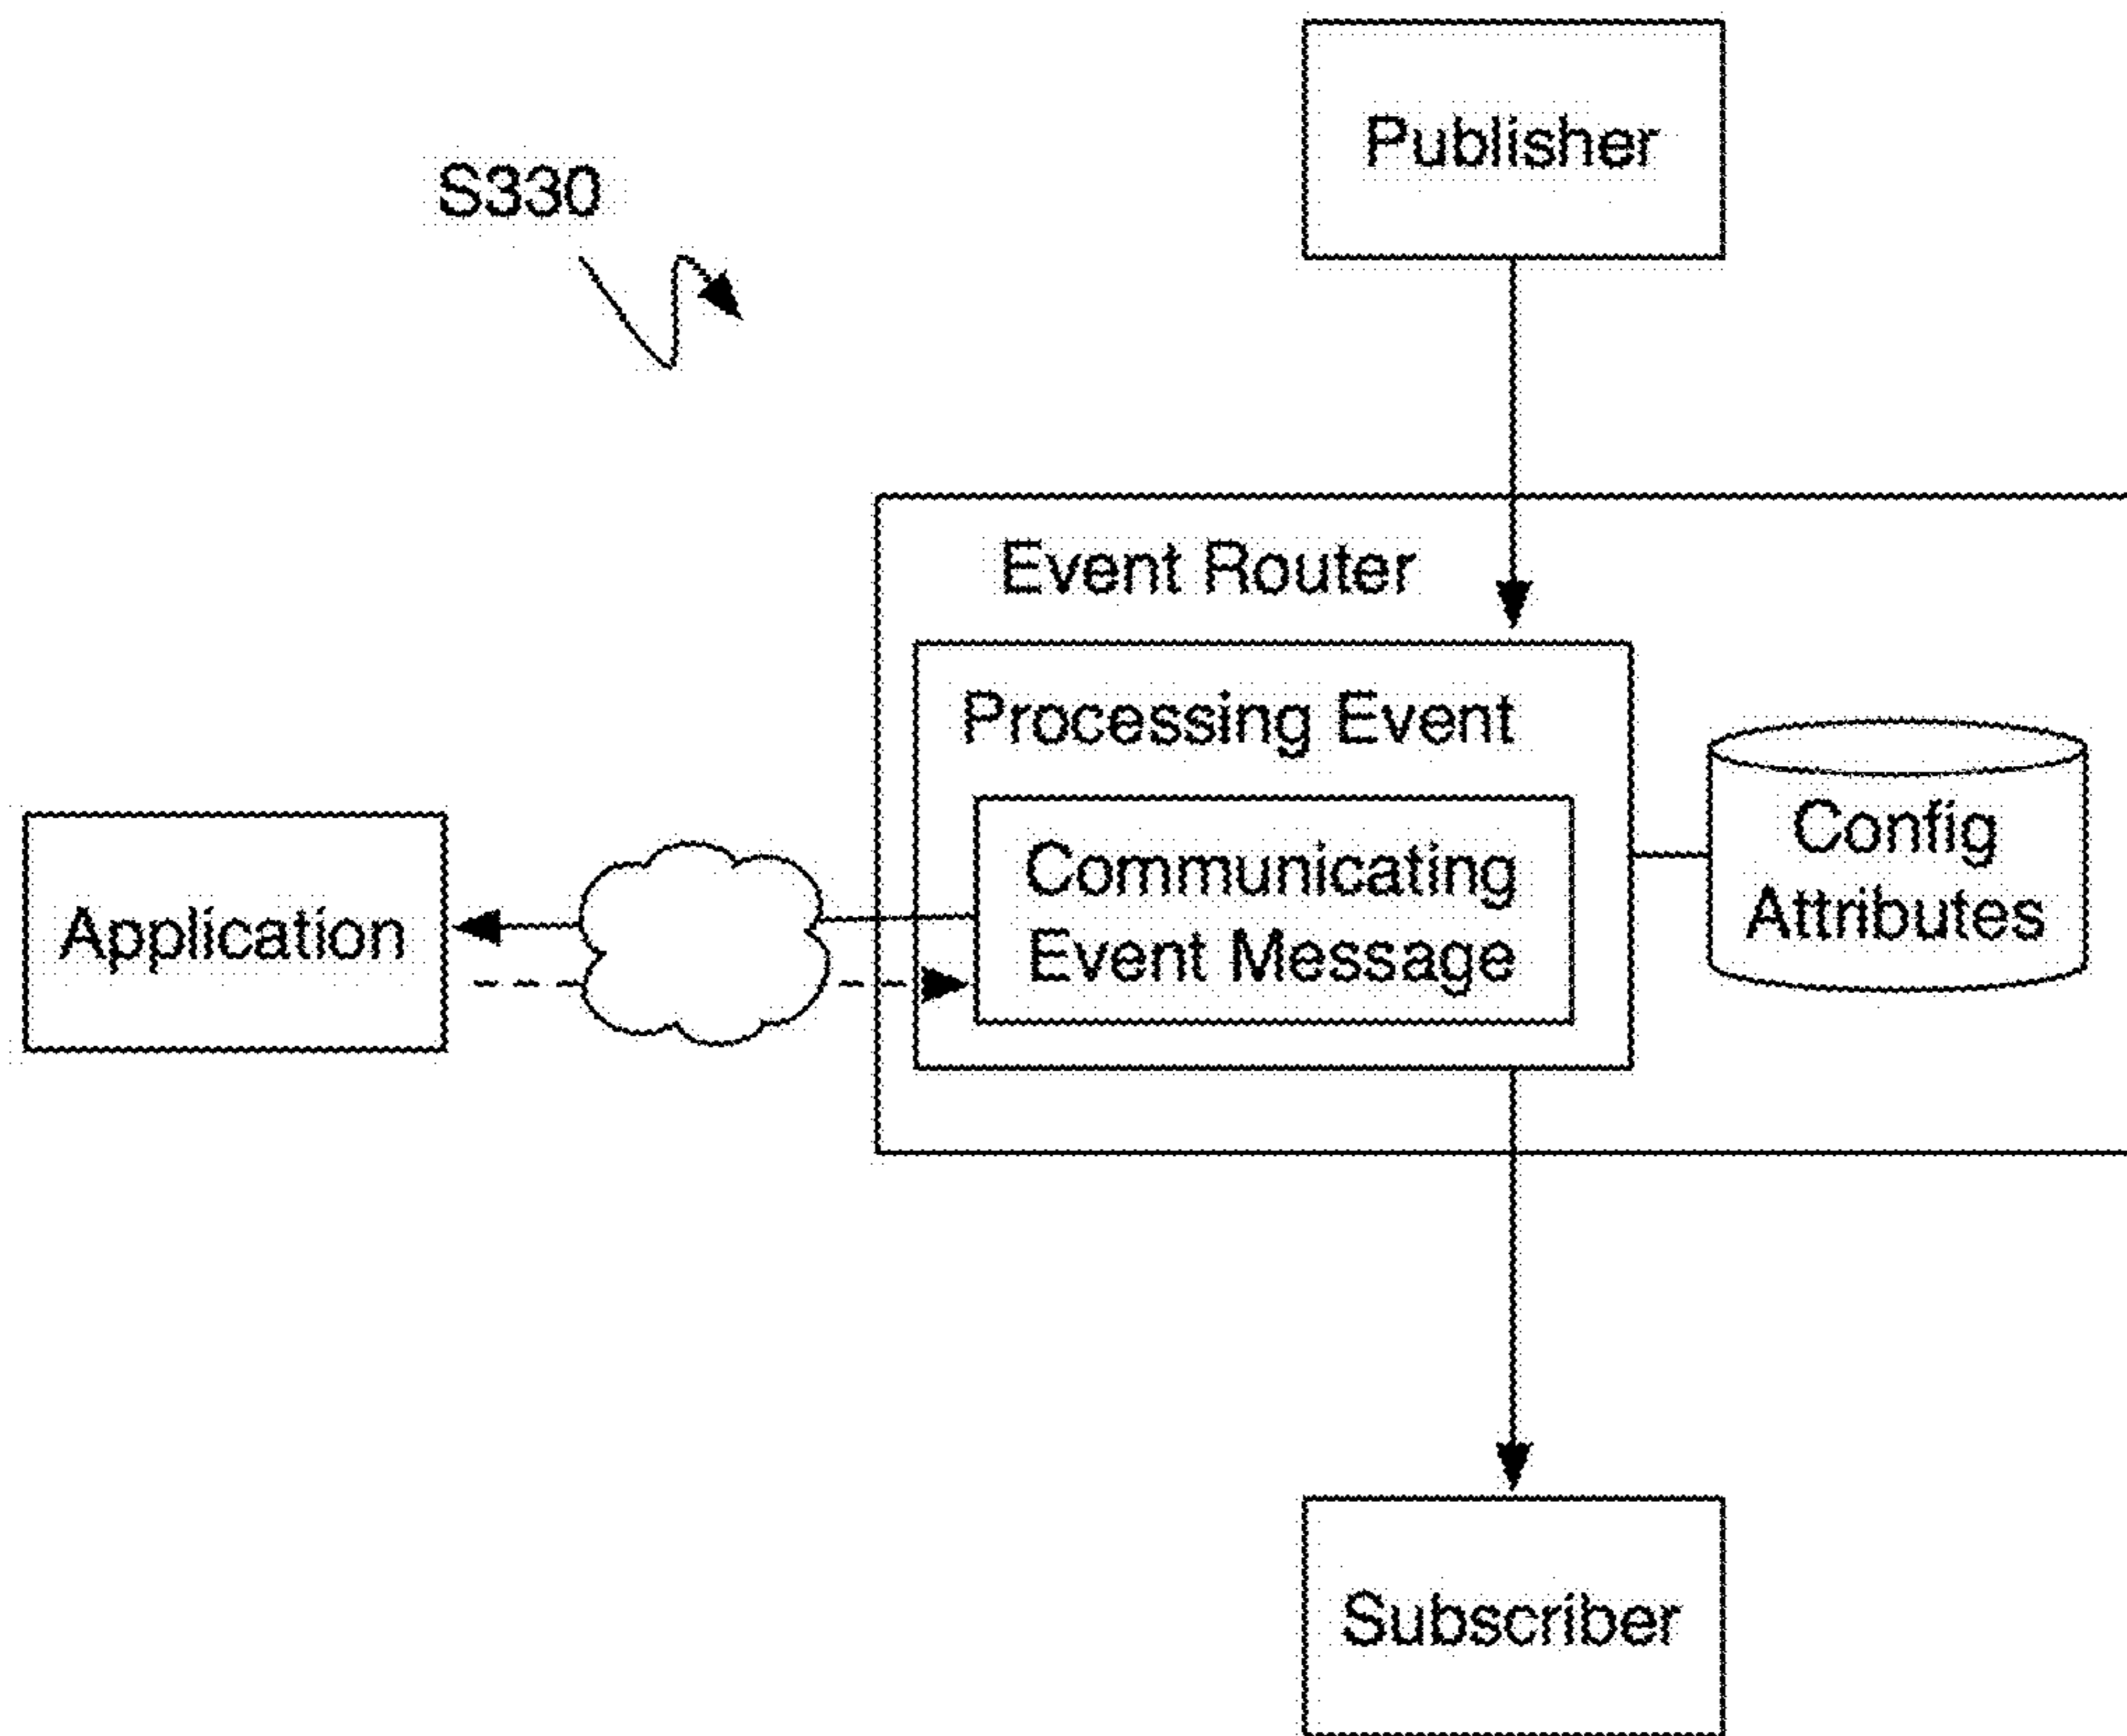 Publisher
S330
Event Router
Processing Event
Communicating
Event Message
Config
Attributes
Application
Subscriber